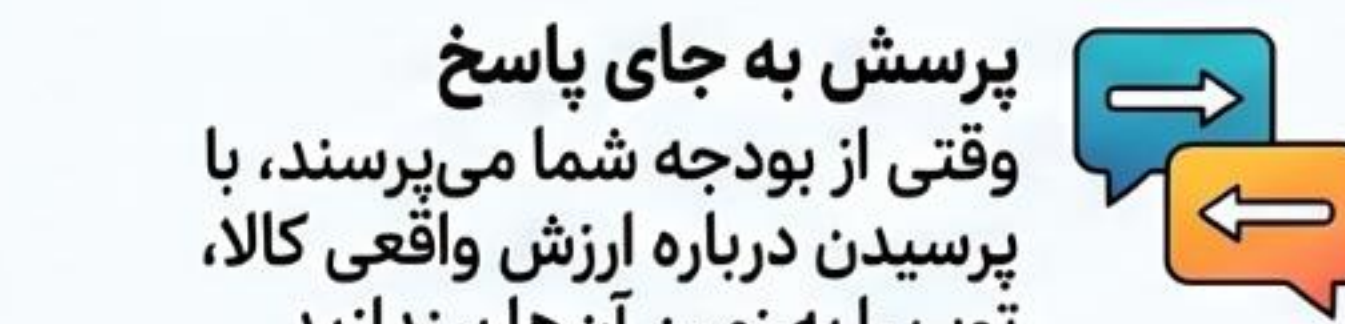 پرسش به جای پاسخ
وقتی از بودجه شما می‌پرسند، با
پرسیدن درباره ارزش واقعی کالا،